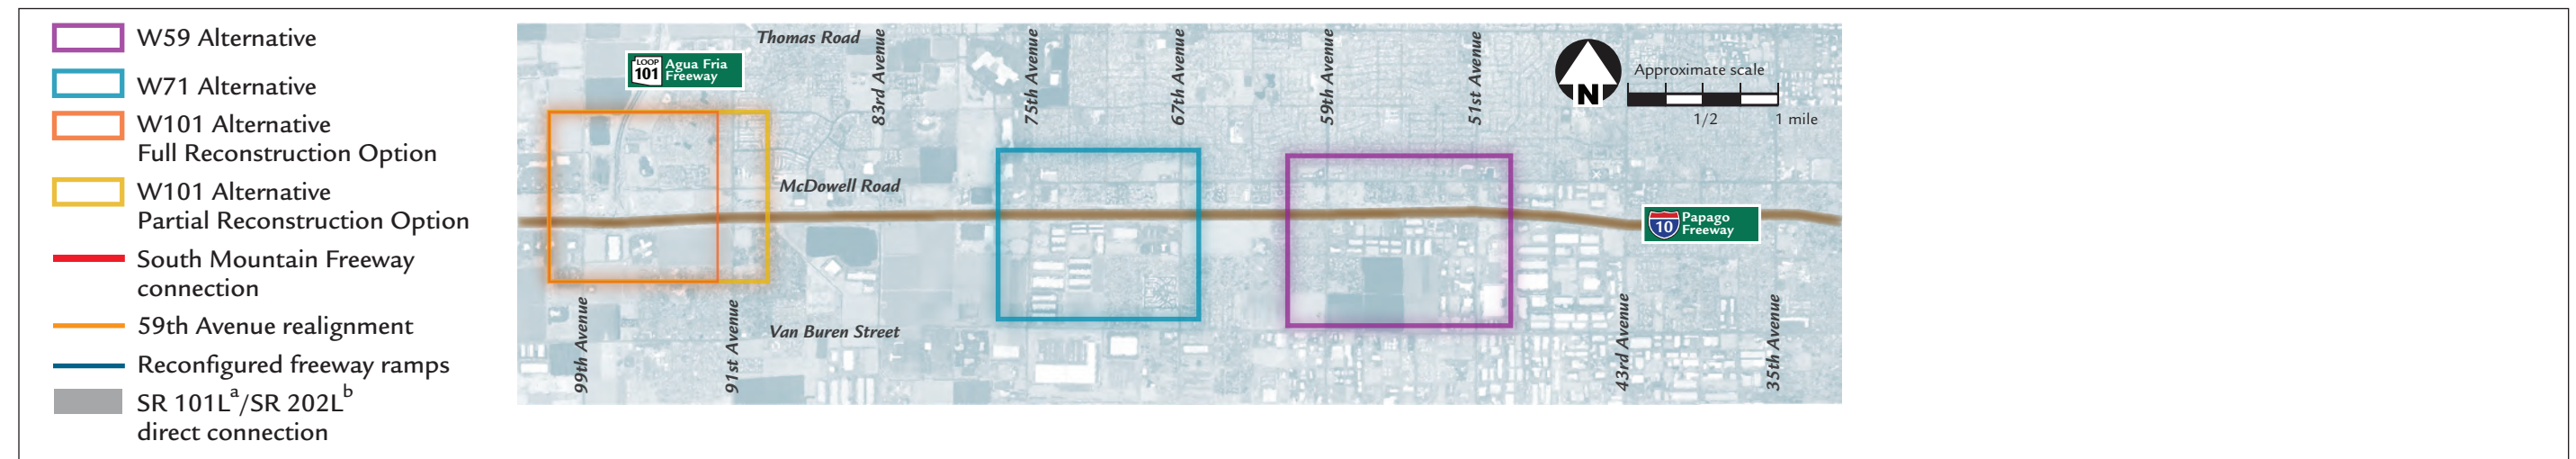 W59 Alternative
W71 Alternative
W101 Alternative
Full Reconstruction Option
W101 Alternative
Partial Reconstruction Option
South Mountain Freeway
connection
59th Avenue realignment
Reconfigured freeway ramps
SR 101Lᵃ/SR 202Lᵇ
direct connection
Thomas Road
LOOP
101
Agua Fria
Freeway
83rd Avenue
75th Avenue
67th Avenue
59th Avenue
51st Avenue
N
Approximate scale
1/2
1 mile
McDowell Road
10
Papago
Freeway
99th Avenue
91st Avenue
Van Buren Street
43rd Avenue
35th Avenue